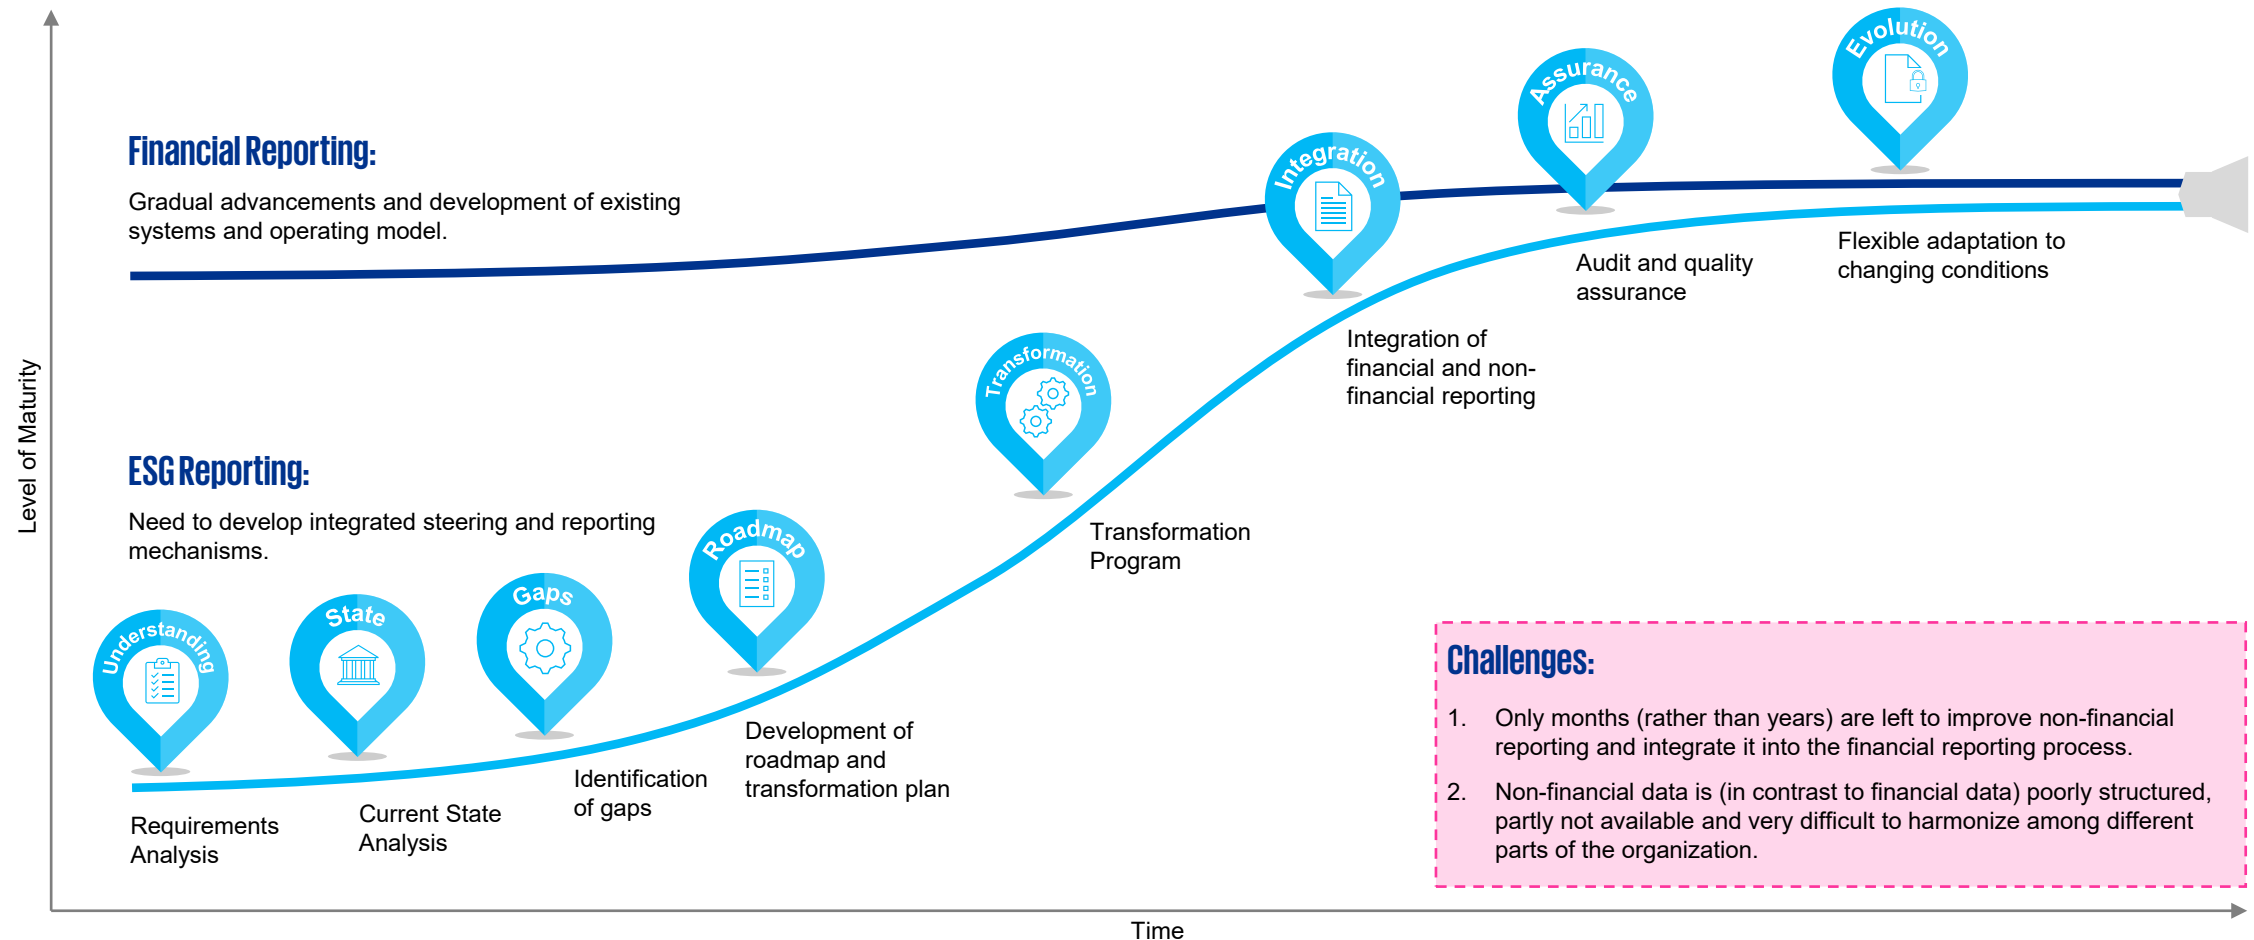 Evolution
Assurance
Integration
Financial Reporting:
Gradual advancements and development of existing
systems and operating model.
Flexible adaptation to
changing conditions
Audit and quality
assurance
Integration of
financial and non-
financial reporting
Transformation
Transformation
Program
Level of Maturity
ESG Reporting:
Need to develop integrated steering and reporting
mechanisms.
Understanding
State
Gaps
Roadmap
Requirements
Analysis
Current State
Analysis
Identification
of gaps
Development of
roadmap and
transformation plan
Challenges:
1. Only months (rather than years) are left to improve non-financial
reporting and integrate it into the financial reporting process.
2. Non-financial data is (in contrast to financial data) poorly structured,
partly not available and very difficult to harmonize among different
parts of the organization.
Time